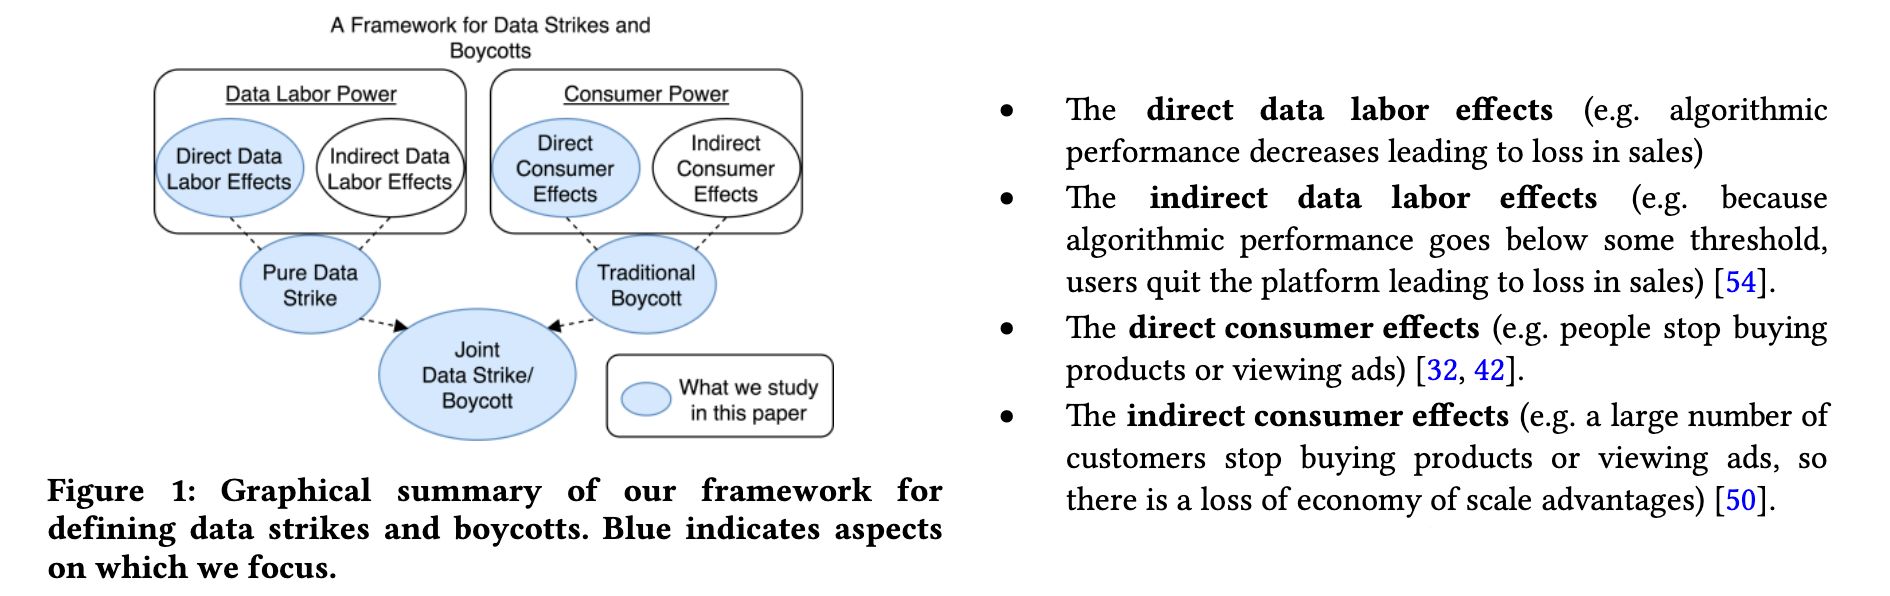 A Framework for Data Strikes and
Boycotts
Data Labor Power
Direct Data
Labor Effects
Indirect Data
Labor Effects
Consumer Power
Direct
Consumer
Effects
Indirect
Consumer
Effects
Pure Data
Strike
Traditional
Boycott
Joint
Data Strike/
Boycott
What we study
in this paper
Figure 1: Graphical summary of our framework for
defining data strikes and boycotts. Blue indicates aspects
on which we focus.
• The direct data labor effects (e.g. algorithmic
performance decreases leading to loss in sales)
• The indirect data labor effects (e.g. because
algorithmic performance goes below some threshold,
users quit the platform leading to loss in sales) [54].
• The direct consumer effects (e.g. people stop buying
products or viewing ads) [32, 42].
• The indirect consumer effects (e.g. a large number of
customers stop buying products or viewing ads, so
there is a loss of economy of scale advantages) [50].